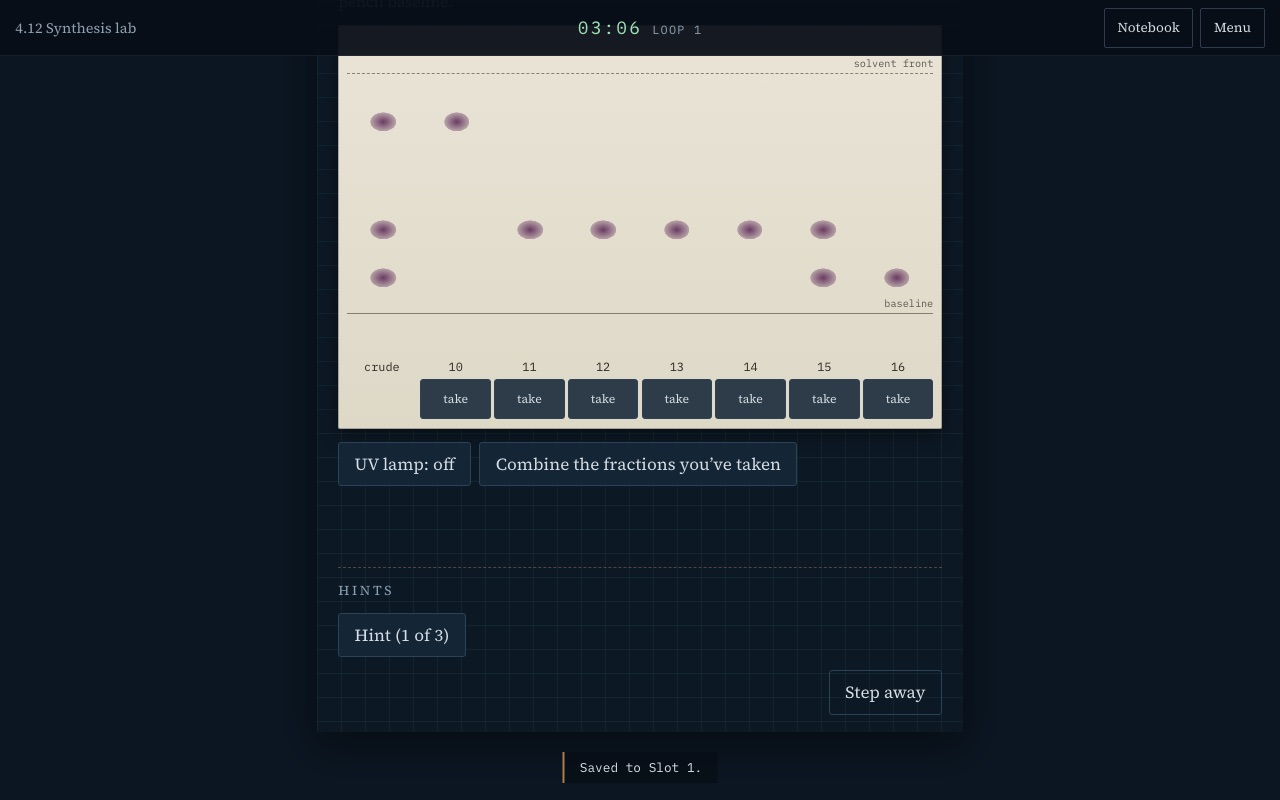 pencil baseline.
4.12 Synthesis lab
03:06 LOOP 1
Notebook
Menu
solvent front
baseline
crude 10 11 12 13 14 15 16
take take take take take take take
UV lamp: off
Combine the fractions you’ve taken
HINTS
Hint (1 of 3)
Step away
Saved to Slot 1.